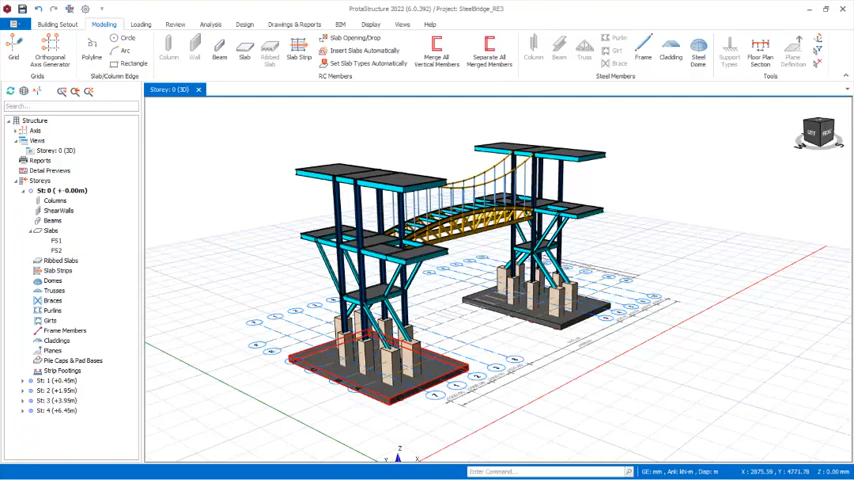 ProtaStructure 2022 (6.0.392) / Project: SteelBridge_RE3
Building Setout Modeling Loading Review Analysis Design Drawings & Reports BIM Display Views Help
Grid
Orthogonal Axis Generator
Grids
Polyline
Circle
Arc
Rectangle
Slab/Column Edge
Column
Wall
Beam
Slab
Ribbed Slab
Slab Strip
Slab Opening/Drop
Insert Slabs Automatically
Set Slab Types Automatically
Merge All Vertical Members
Separate All Merged Members
RC Members
Column
Beam
Truss
Purlin
Girt
Brace
Frame
Cladding
Steel Dome
Steel Members
Support Types
Floor Plan Section
Plane Definition
Tools
Search...
Storey: 0 (3D)
Structure
Axis
Views
Storey: 0 (3D)
Reports
Detail Previews
Storeys
St: 0 ( +-0.00m)
Columns
ShearWalls
Beams
Slabs
FS1
FS2
Ribbed Slabs
Slab Strips
Domes
Trusses
Braces
Purlins
Girts
Frame Members
Claddings
Planes
Pile Caps & Pad Bases
Strip Footings
St: 1 (+0.45m)
St: 2 (+1.95m)
St: 3 (+3.95m)
St: 4 (+6.45m)
Z
Y
X
Enter Command...
GE: mm, Anl: kN-m , Disp: m
X : 2875.59, Y : 4771.78
Z: 0.00 mm